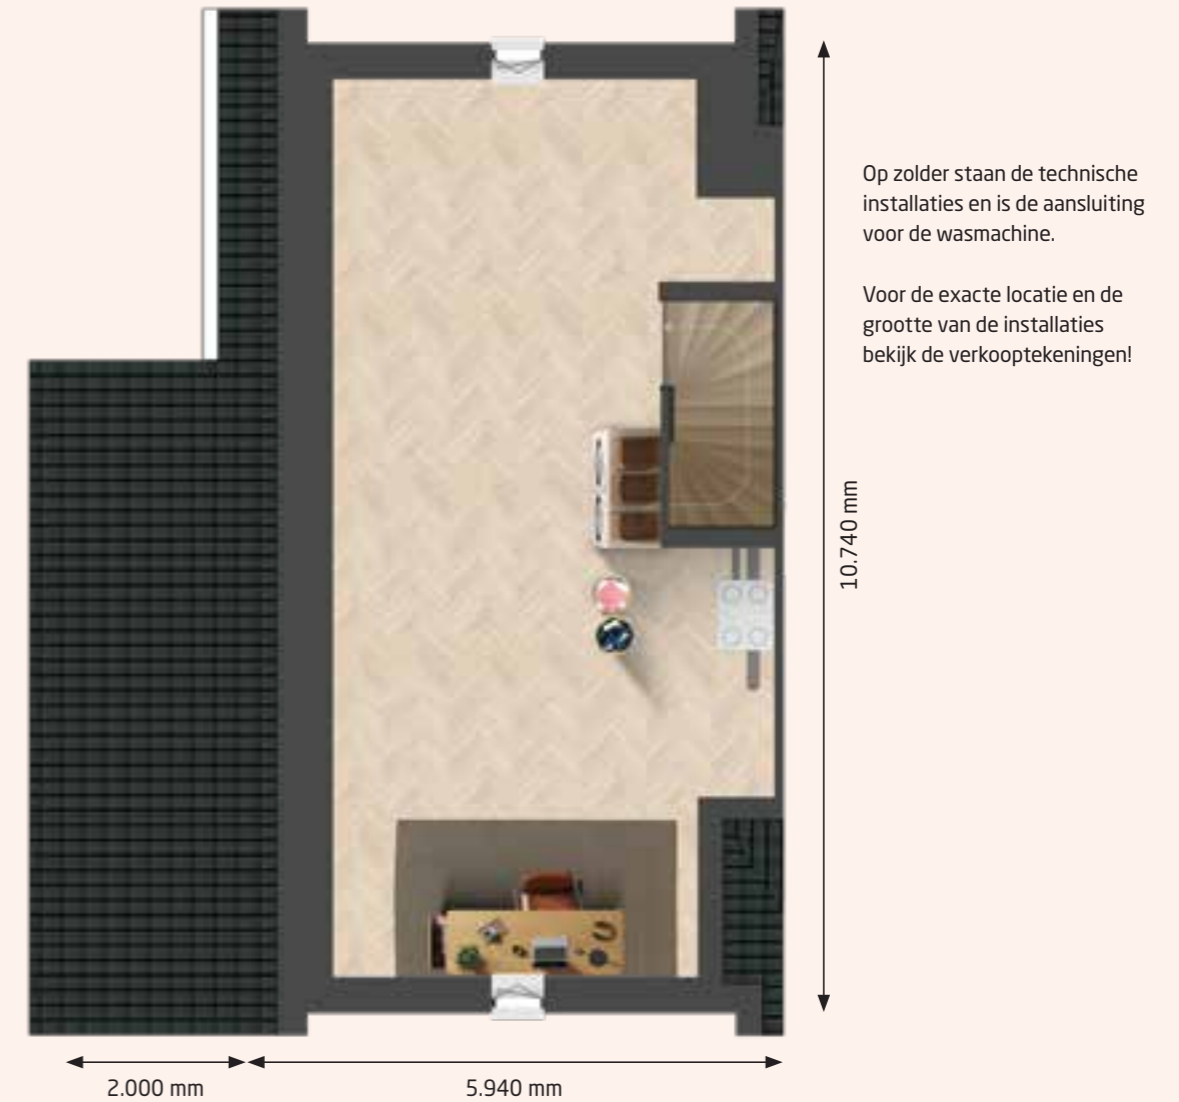 Op zolder staan de technische
installaties en is de aansluiting
voor de wasmachine.
Voor de exacte locatie en de
grootte van de installaties
bekijk de verkooptekeningen!
10.740 mm
2.000 mm
5.940 mm